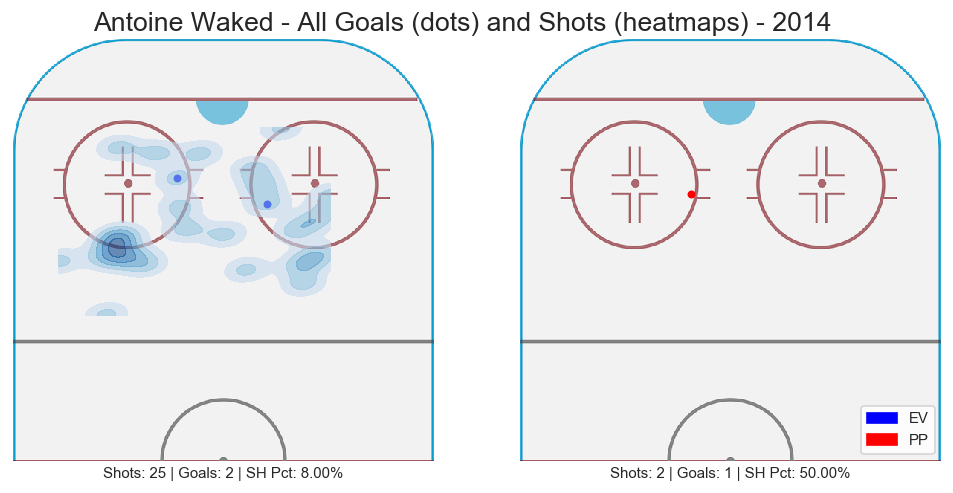 Antoine Waked - All Goals (dots) and Shots (heatmaps) - 2014
EV
PP
Shots: 25 | Goals: 2 | SH Pct: 8.00%
Shots: 2 | Goals: 1 | SH Pct: 50.00%